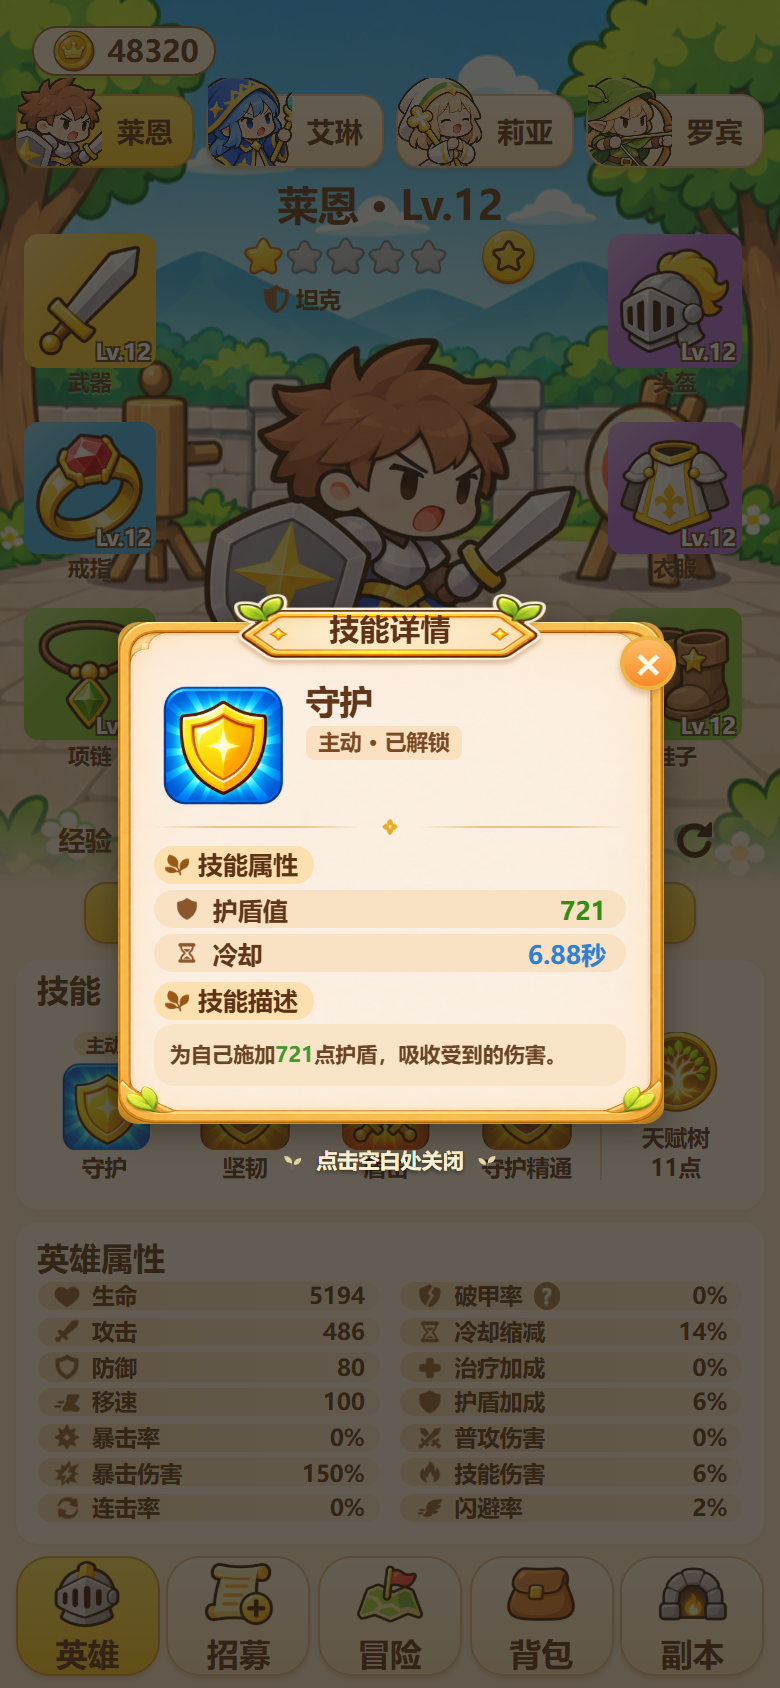 48320
莱恩
艾琳
莉亚
罗宾
莱恩·Lv.12
坦克
Lv.12
武器
Lv.12
头盔
Lv.12
戒指
Lv.12
衣服
Lv
项链
Lv.12
鞋子
技能详情
守护
主动·已解锁
经验
技能属性
护盾值 721
冷却 6.88秒
技能描述
为自己施加721点护盾，吸收受到的伤害。
技能
主动
守护
坚韧
守护精通
天赋树
11点
点击空白处关闭
英雄属性
生命 5194
破甲率 ? 0%
攻击 486
冷却缩减 14%
防御 80
治疗加成 0%
移速 100
护盾加成 6%
暴击率 0%
普攻伤害 0%
暴击伤害 150%
技能伤害 6%
连击率 0%
闪避率 2%
英雄
招募
冒险
背包
副本